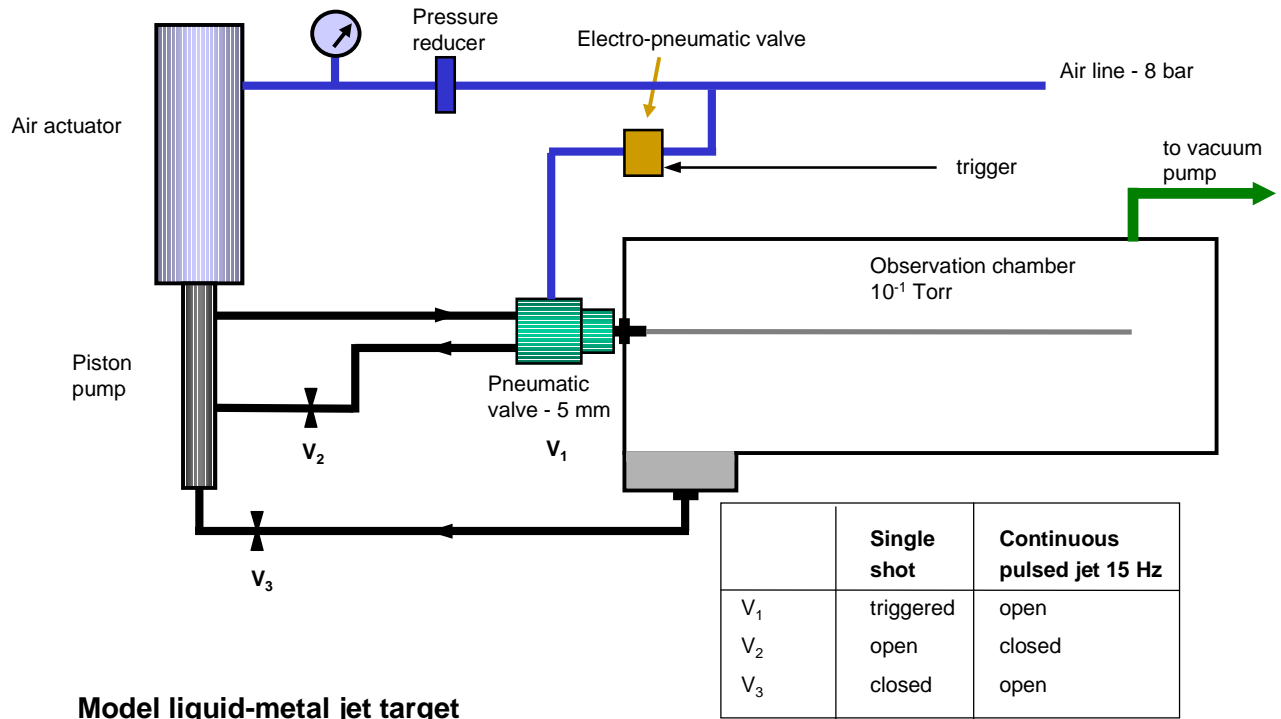 Pressure
reducer
Electro-pneumatic valve
Air line - 8 bar
Air actuator
trigger
to vacuum
pump
Observation chamber
10⁻¹ Torr
Piston
pump
Pneumatic
valve - 5 mm
V₂
V₁
V₃
Single
shot
Continuous
pulsed jet 15 Hz
V₁ triggered open
V₂ open closed
V₃ closed open
Model liquid-metal jet target